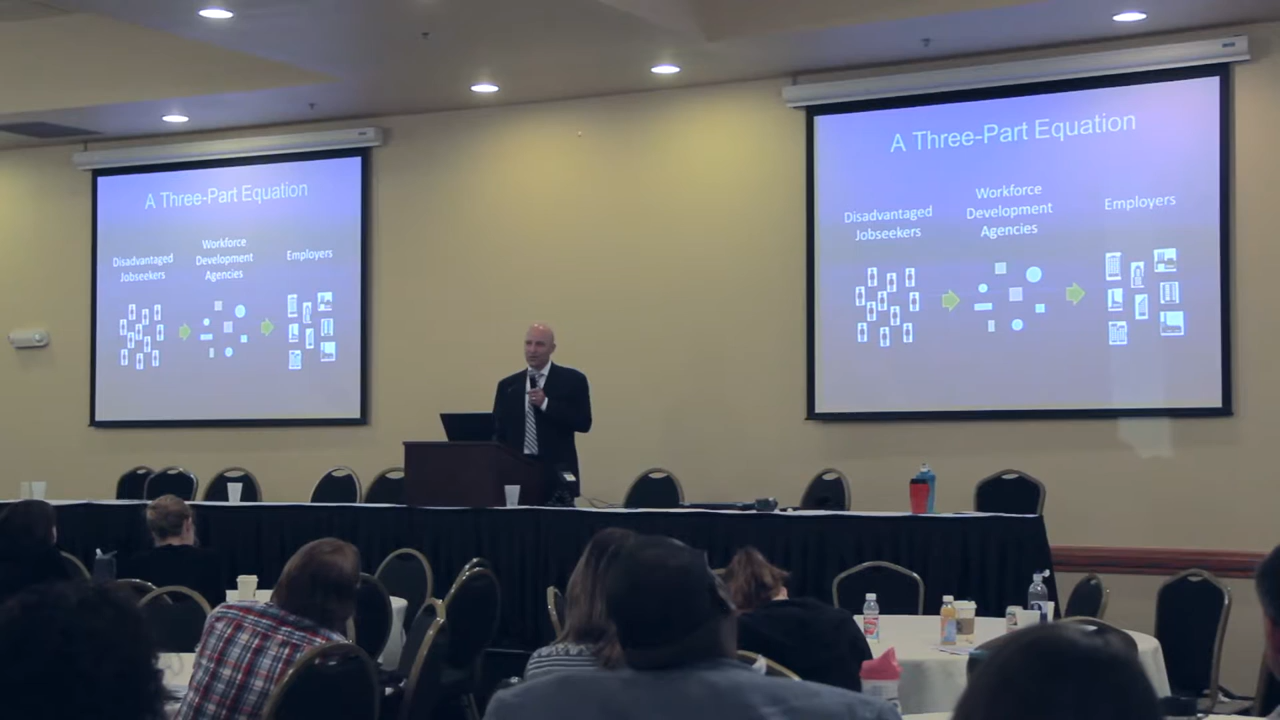 A Three-Part Equation
Disadvantaged
Jobseekers
Workforce
Development
Agencies
Employers
A Three-Part Equation
Disadvantaged
Jobseekers
Workforce
Development
Agencies
Employers